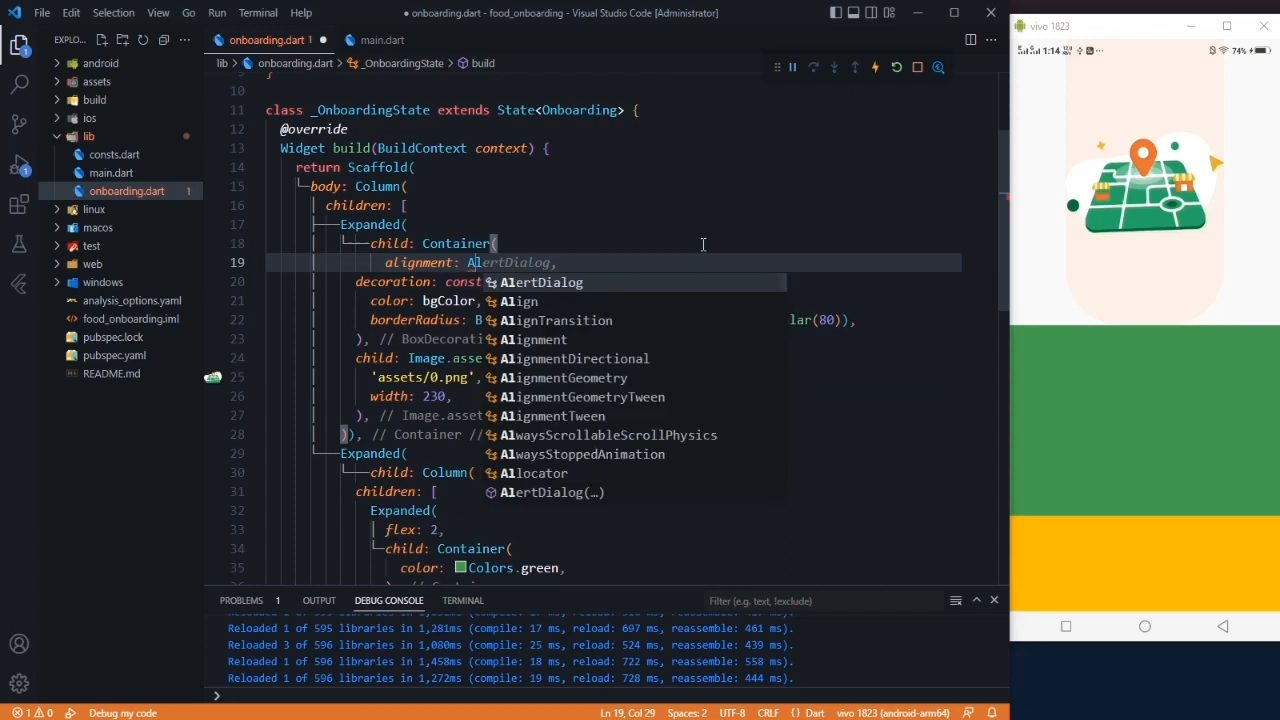 File Edit Selection View Go Run Terminal Help
● onboarding.dart - food_onboarding - Visual Studio Code [Administrator]
vivo 1823
EXPLO...
onboarding.dart 1 ●
main.dart
1:14
74%
lib > onboarding.dart > _OnboardingState > build
android
assets
build
ios
lib
consts.dart
main.dart
onboarding.dart 1
linux
macos
test
web
windows
analysis_options.yaml
food_onboarding.iml
pubspec.lock
pubspec.yaml
README.md
10
11 class _OnboardingState extends State<Onboarding> {
12 @override
13 Widget build(BuildContext context) {
14 return Scaffold(
15 body: Column(
16 children: [
17 Expanded(
18 child: Container(
19 alignment: AlertDialog,
20 decoration: const
21 color: bgColor,
22 borderRadius: B lar(80)),
23 ), // BoxDecorati
24 child: Image.asse
25 'assets/0.png',
26 width: 230,
27 ), // Image.asset
28 )), // Container //
29 Expanded(
30 child: Column(
31 children: [
32 Expanded(
33 flex: 2,
34 child: Container(
35 color: Colors.green,
AlertDialog
Align
AlignTransition
Alignment
AlignmentDirectional
AlignmentGeometry
AlignmentGeometryTween
AlignmentTween
AlwaysScrollableScrollPhysics
AlwaysStoppedAnimation
Allocator
AlertDialog(…)
PROBLEMS 1 OUTPUT DEBUG CONSOLE TERMINAL
Filter (e.g. text, !exclude)
Reloaded 1 of 595 libraries in 1,281ms (compile: 17 ms, reload: 697 ms, reassemble: 461 ms).
Reloaded 3 of 596 libraries in 1,080ms (compile: 25 ms, reload: 524 ms, reassemble: 439 ms).
Reloaded 1 of 596 libraries in 1,458ms (compile: 18 ms, reload: 722 ms, reassemble: 558 ms).
Reloaded 1 of 596 libraries in 1,272ms (compile: 19 ms, reload: 728 ms, reassemble: 444 ms).
1 0 Debug my code
Ln 19, Col 29 Spaces: 2 UTF-8 CRLF {} Dart vivo 1823 (android-arm64)